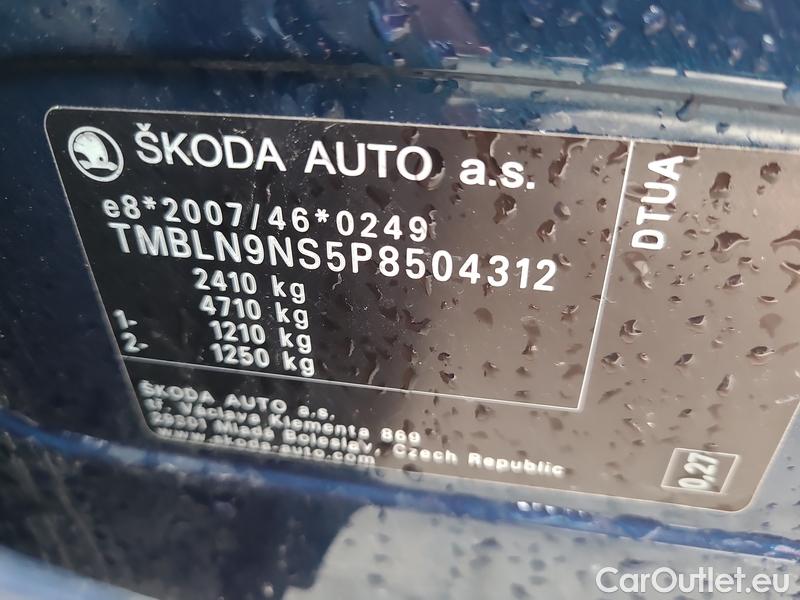 ŠKODA AUTO a.s.
e8*2007/46*0249
TMBLN9NS5P8504312
2410 kg
4710 kg
1. 1210 kg
2. 1250 kg
DTUA
ŠKODA AUTO a.s.
tř. Václava Klementa 869
29301 Mladá Boleslav, Czech Republic
www.skoda-auto.com
0,27
CarOutlet.eu